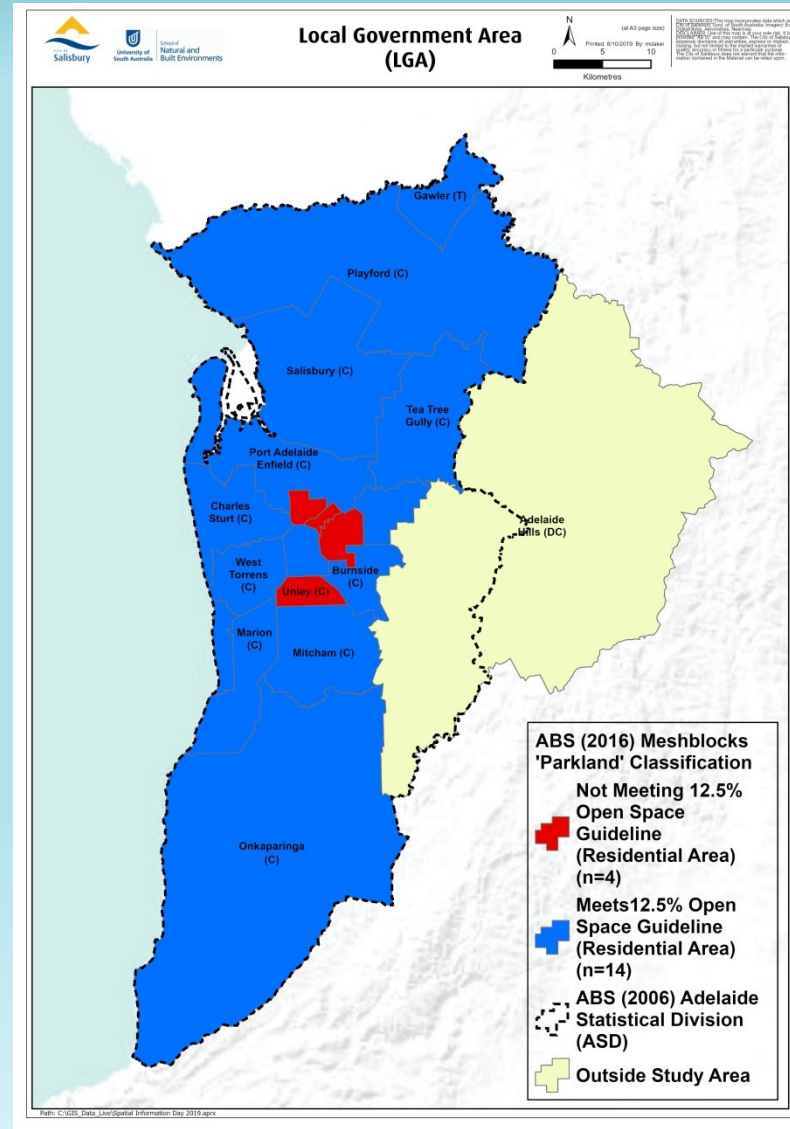 CITY OF
Salisbury
University of
South Australia
School of
Natural and
Built Environments
Local Government Area
(LGA)
N
(at A3 page size)
Printed: 8/10/2019 By: mdaker
0 5 10
Kilometres
Gawler (T)
Playford (C)
Salisbury (C)
Tea Tree
Gully (C)
Port Adelaide
Enfield (C)
Charles
Sturt (C)
Adelaide
Hills (DC)
West
Torrens
(C)
Burnside
(C)
Unley (C)
Marion
(C)
Mitcham (C)
Onkaparinga
(C)
ABS (2016) Meshblocks
'Parkland' Classification
Not Meeting 12.5%
Open Space
Guideline
(Residential Area)
(n=4)
Meets12.5% Open
Space Guideline
(Residential Area)
(n=14)
ABS (2006) Adelaide
Statistical Division
(ASD)
Outside Study Area
Path: C:\GIS_Data_Live\Spatial Information Day 2019.aprx